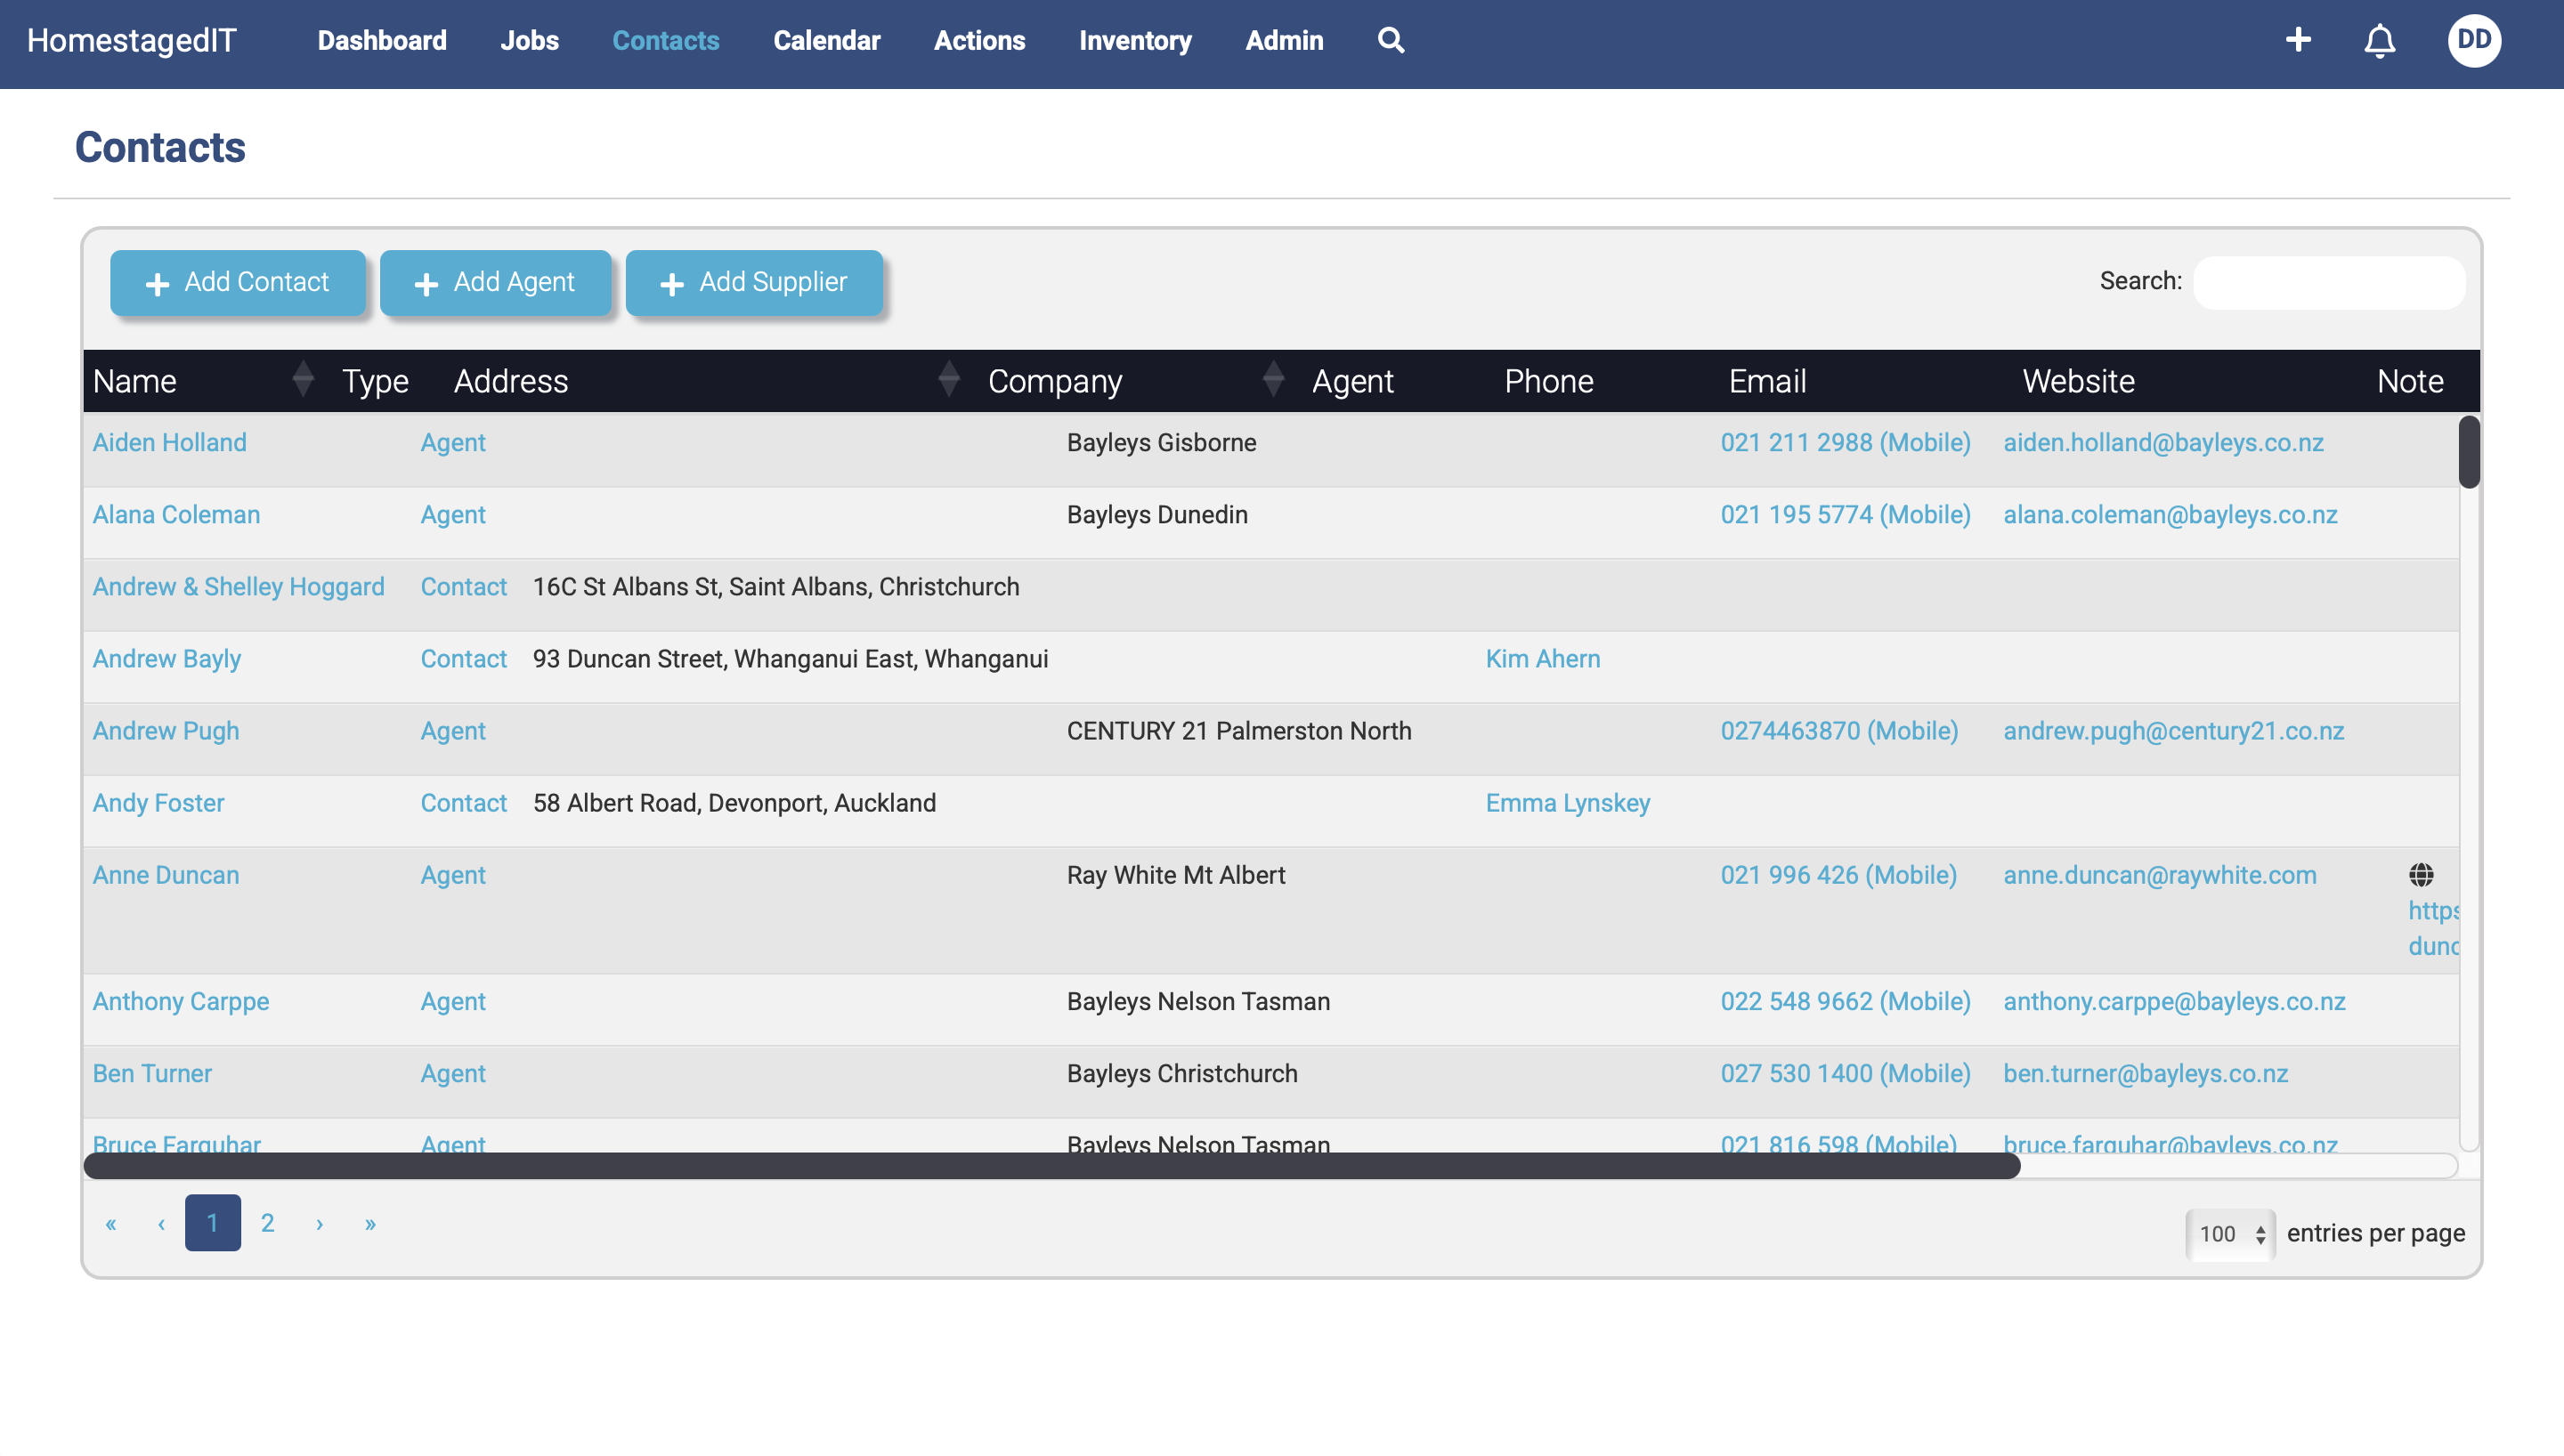 HomestagedIT Dashboard Jobs Contacts Calendar Actions Inventory Admin DD
Contacts
Add Contact Add Agent Add Supplier Search:
Name Type Address Company Agent Phone Email Website Note
Aiden Holland Agent Bayleys Gisborne 021 211 2988 (Mobile) aiden.holland@bayleys.co.nz
Alana Coleman Agent Bayleys Dunedin 021 195 5774 (Mobile) alana.coleman@bayleys.co.nz
Andrew & Shelley Hoggard Contact 16C St Albans St, Saint Albans, Christchurch
Andrew Bayly Contact 93 Duncan Street, Whanganui East, Whanganui Kim Ahern
Andrew Pugh Agent CENTURY 21 Palmerston North 0274463870 (Mobile) andrew.pugh@century21.co.nz
Andy Foster Contact 58 Albert Road, Devonport, Auckland Emma Lynskey
Anne Duncan Agent Ray White Mt Albert 021 996 426 (Mobile) anne.duncan@raywhite.com
https
dunc
Anthony Carppe Agent Bayleys Nelson Tasman 022 548 9662 (Mobile) anthony.carppe@bayleys.co.nz
Ben Turner Agent Bayleys Christchurch 027 530 1400 (Mobile) ben.turner@bayleys.co.nz
Bruce Farquhar Agent Bayleys Nelson Tasman 021 816 598 (Mobile) bruce.farquhar@bayleys.co.nz
« ‹ 1 2 › » 100 entries per page